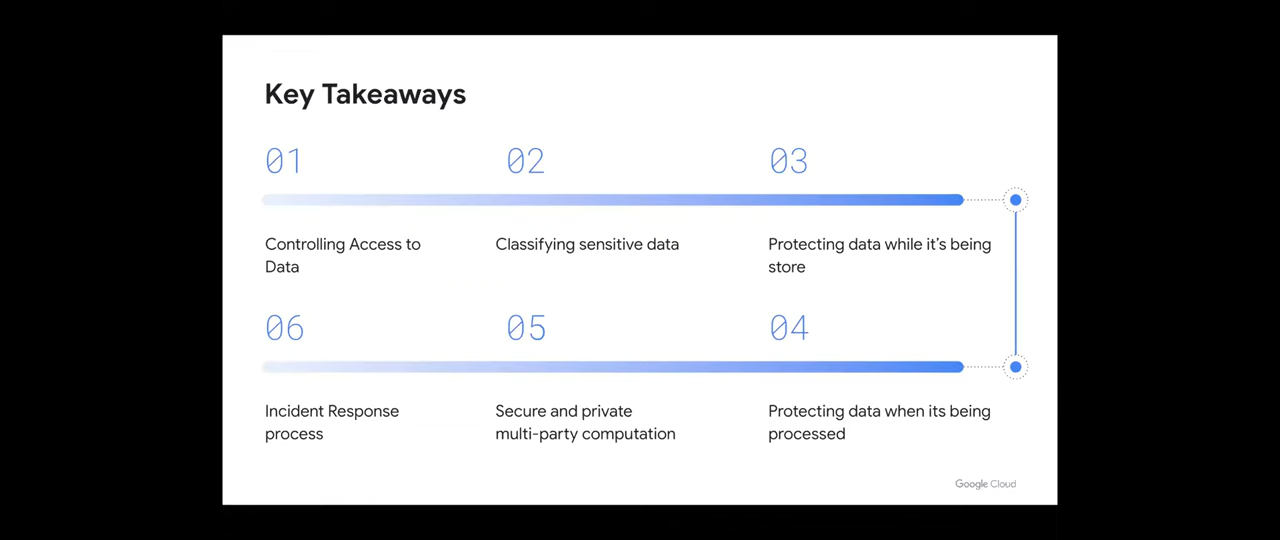 Key Takeaways
01
02
03
Controlling Access to
Data
Classifying sensitive data
Protecting data while it’s being
store
06
05
04
Incident Response
process
Secure and private
multi-party computation
Protecting data when its being
processed
Google Cloud